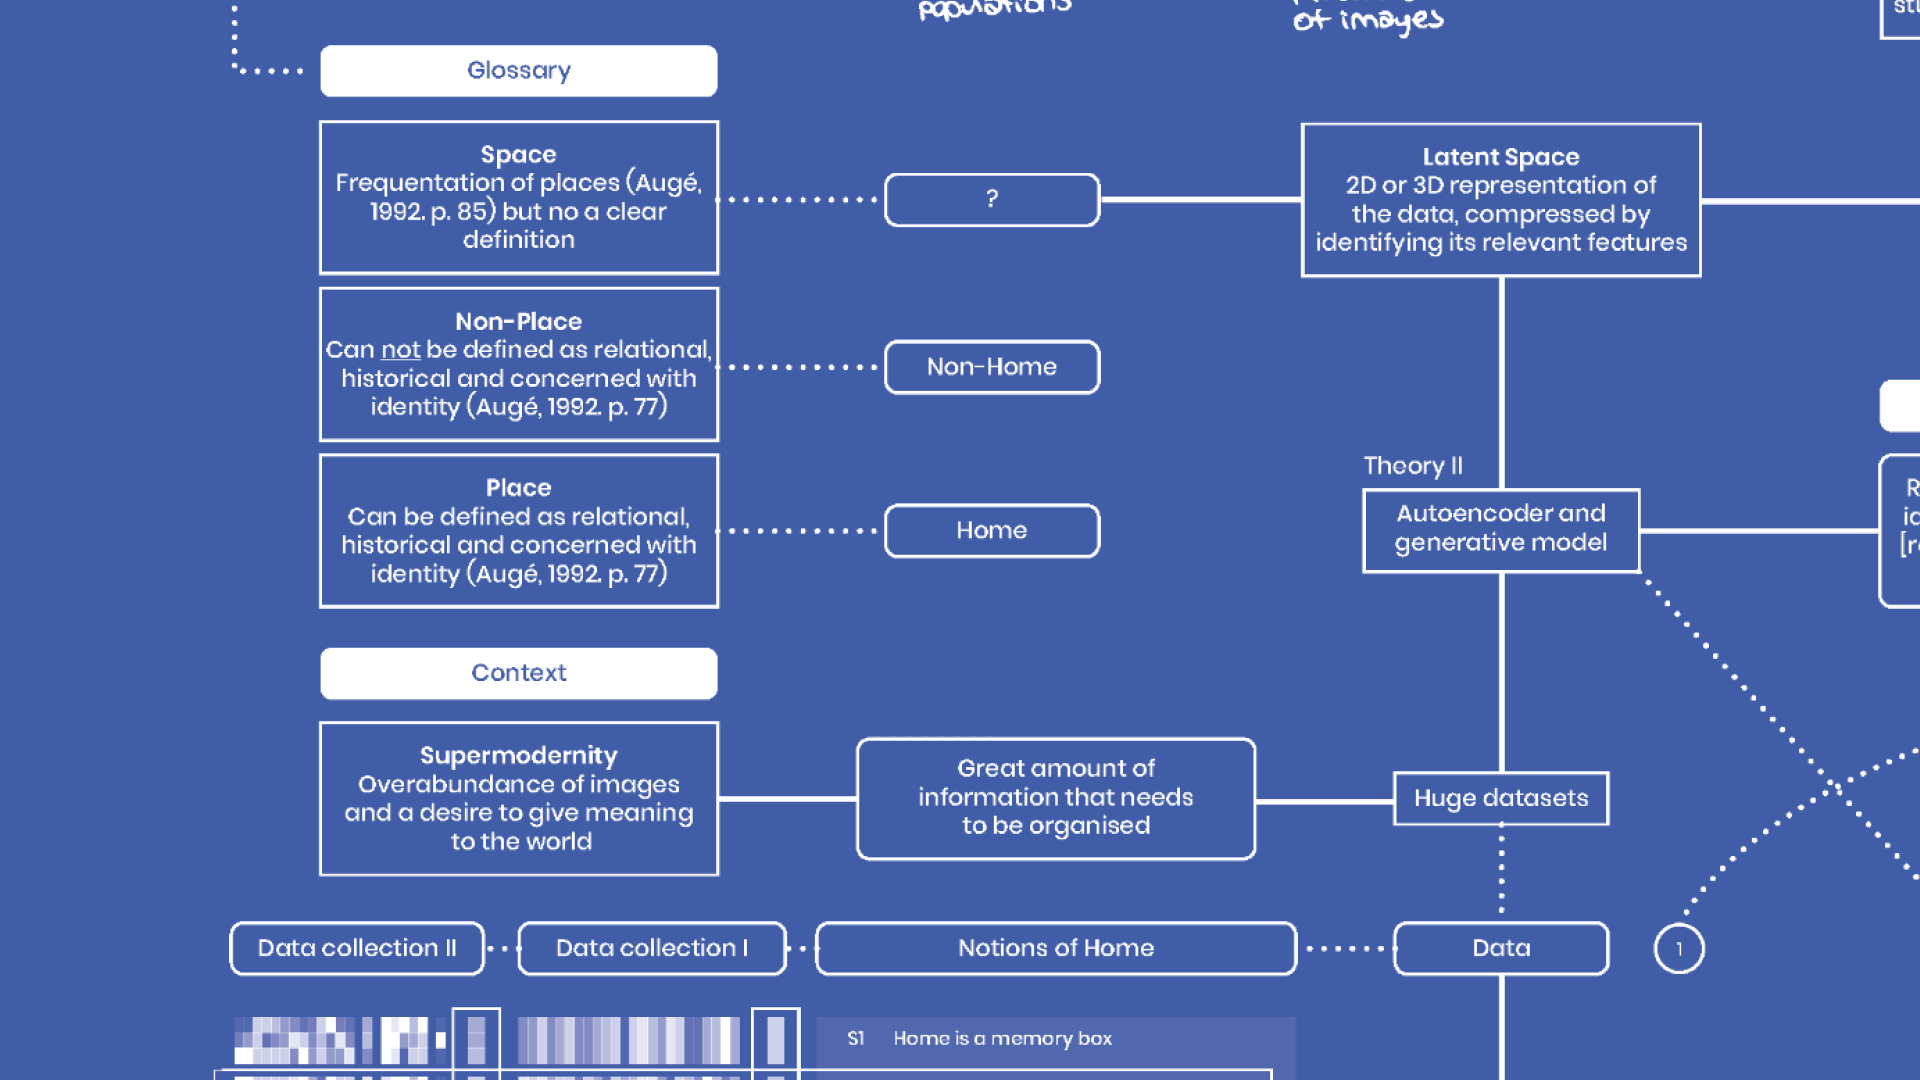 populations
of images
Glossary
Space
Frequentation of places (Augé,
1992. p. 85) but no a clear
definition
?
Latent Space
2D or 3D representation of
the data, compressed by
identifying its relevant features
Non-Place
Can not be defined as relational,
historical and concerned with
identity (Augé, 1992. p. 77)
Non-Home
Place
Can be defined as relational,
historical and concerned with
identity (Augé, 1992. p. 77)
Home
Theory II
Autoencoder and
generative model
Context
Supermodernity
Overabundance of images
and a desire to give meaning
to the world
Great amount of
information that needs
to be organised
Huge datasets
Data collection II
Data collection I
Notions of Home
Data
1
S1 Home is a memory box